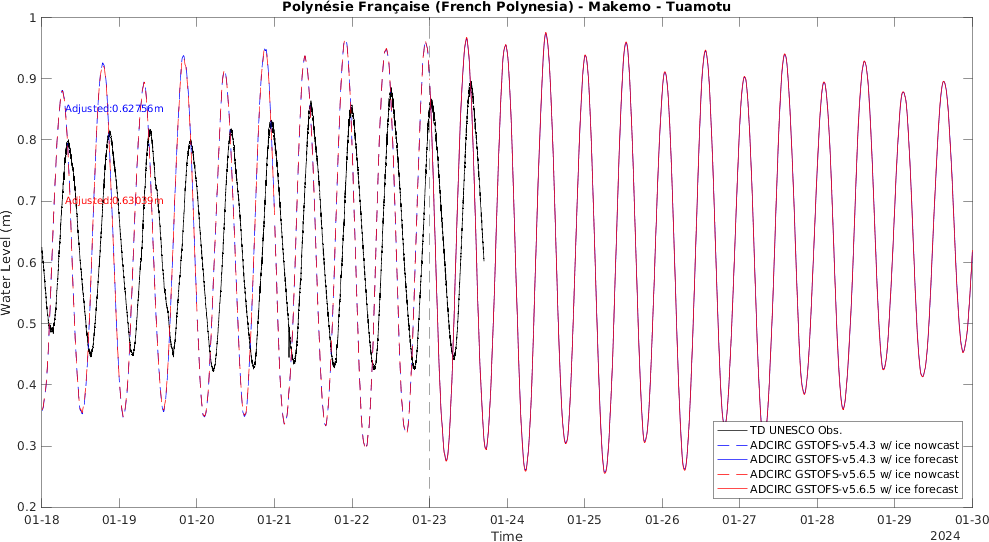 Polynésie Française (French Polynesia) - Makemo - Tuamotu
1
0.9
0.8
0.7
0.6
0.5
0.4
0.3
0.2
Water Level (m)
Adjusted:0.62756m
Adjusted:0.63039m
TD UNESCO Obs.
ADCIRC GSTOFS-v5.4.3 w/ ice nowcast
ADCIRC GSTOFS-v5.4.3 w/ ice forecast
ADCIRC GSTOFS-v5.6.5 w/ ice nowcast
ADCIRC GSTOFS-v5.6.5 w/ ice forecast
01-18 01-19 01-20 01-21 01-22 01-23 01-24 01-25 01-26 01-27 01-28 01-29 01-30
Time
2024